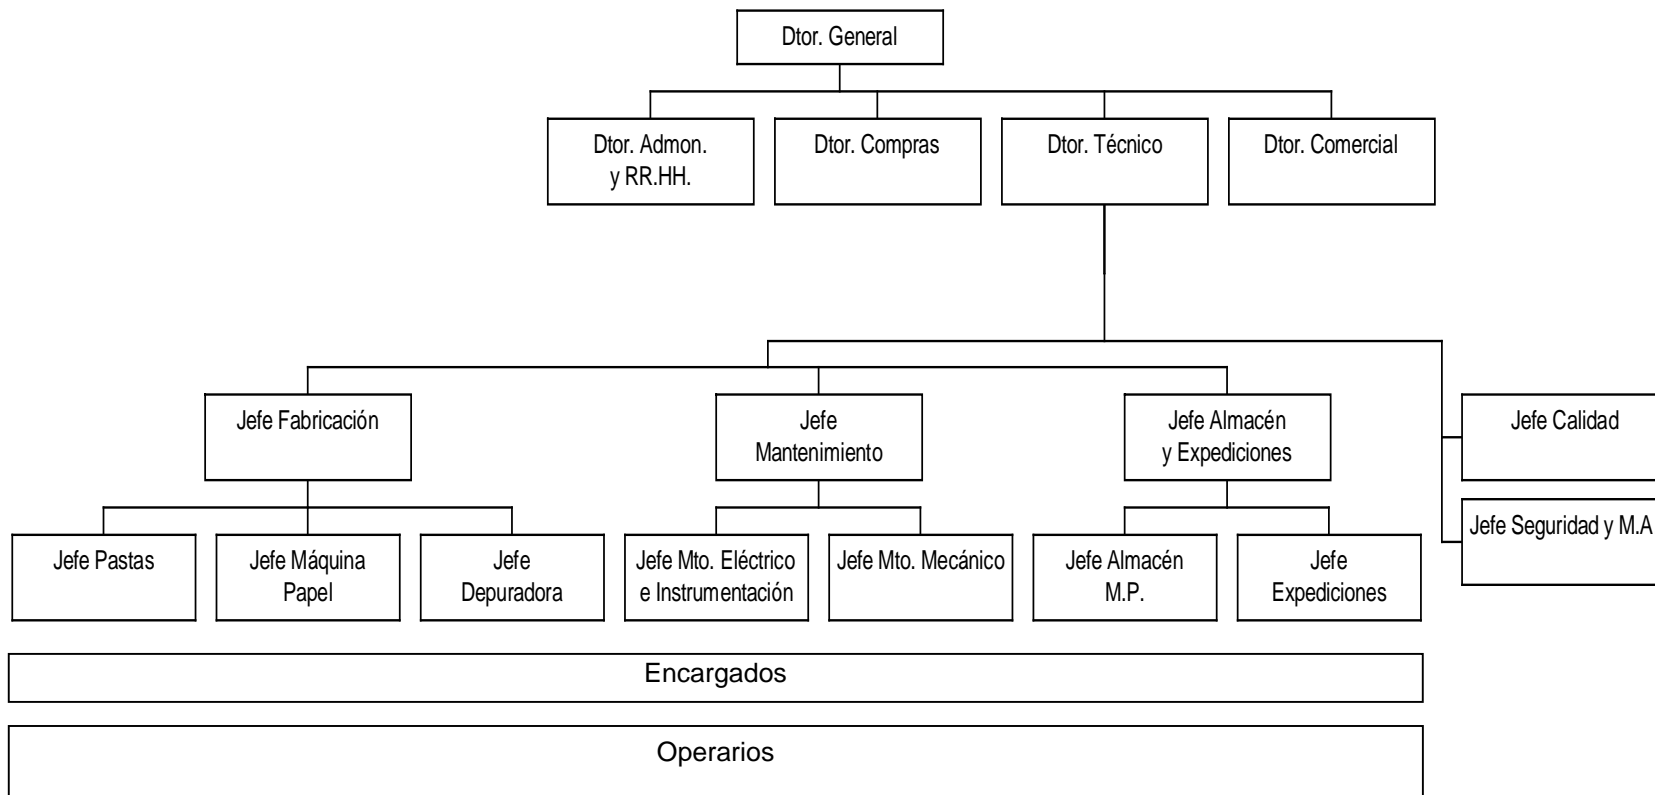 Dtor. General
Dtor. Admon.
y RR.HH.
Dtor. Compras
Dtor. Técnico
Dtor. Comercial
Jefe Fabricación
Jefe
Mantenimiento
Jefe Almacén
y Expediciones
Jefe Calidad
Jefe Seguridad y M.A
Jefe Pastas
Jefe Máquina
Papel
Jefe
Depuradora
Jefe Mto. Eléctrico
e Instrumentación
Jefe Mto. Mecánico
Jefe Almacén
M.P.
Jefe
Expediciones
Encargados
Operarios